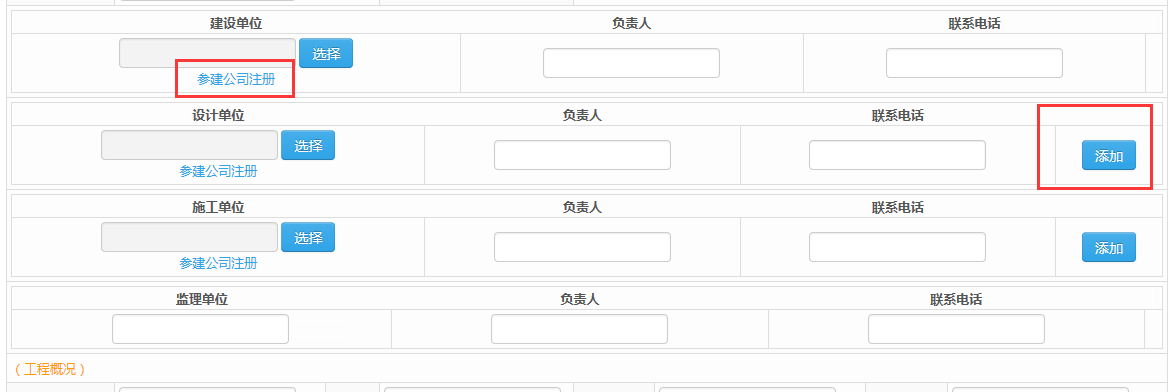 建设单位 负责人 联系电话
选择
参建公司注册
设计单位 负责人 联系电话
选择 添加
参建公司注册
施工单位 负责人 联系电话
选择 添加
参建公司注册
监理单位 负责人 联系电话
（工程概况）